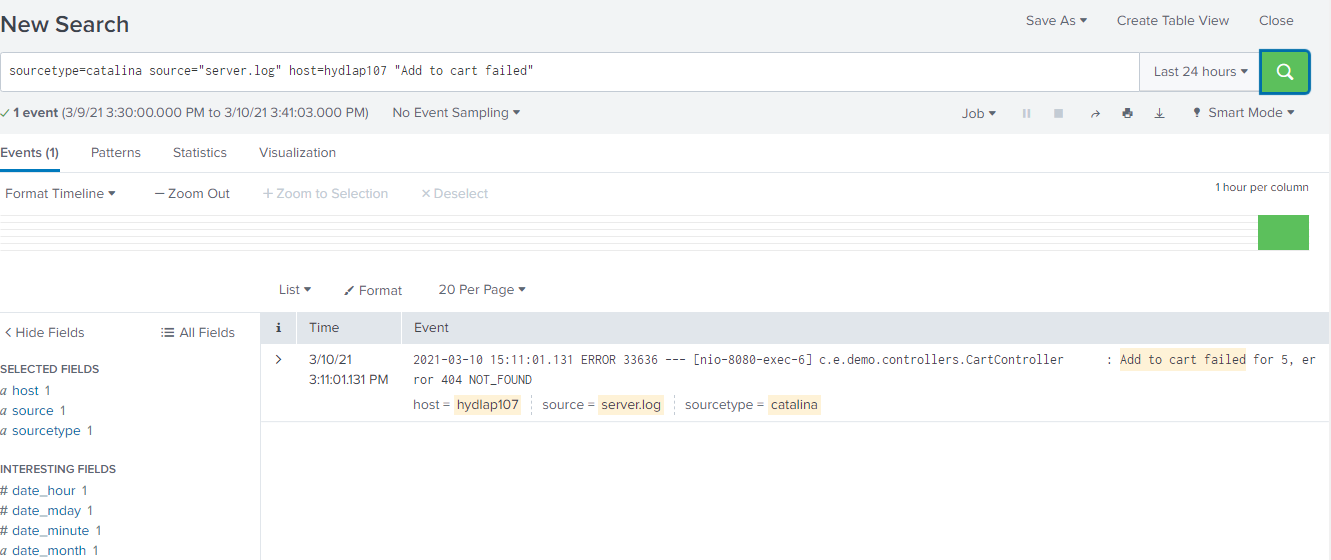 New Search
Save As Create Table View Close
sourcetype=catalina source="server.log" host=hydlap107 "Add to cart failed"
Last 24 hours
✓ 1 event (3/9/21 3:30:00.000 PM to 3/10/21 3:41:03.000 PM) No Event Sampling
Job Smart Mode
Events (1) Patterns Statistics Visualization
Format Timeline — Zoom Out + Zoom to Selection × Deselect
1 hour per column
List Format 20 Per Page
< Hide Fields All Fields
i Time Event
SELECTED FIELDS
a host 1
a source 1
a sourcetype 1
INTERESTING FIELDS
# date_hour 1
# date_mday 1
# date_minute 1
a date_month 1
> 3/10/21
3:11:01.131 PM
2021-03-10 15:11:01.131 ERROR 33636 --- [nio-8080-exec-6] c.e.demo.controllers.CartController : Add to cart failed for 5, er
ror 404 NOT_FOUND
host = hydlap107 source = server.log sourcetype = catalina